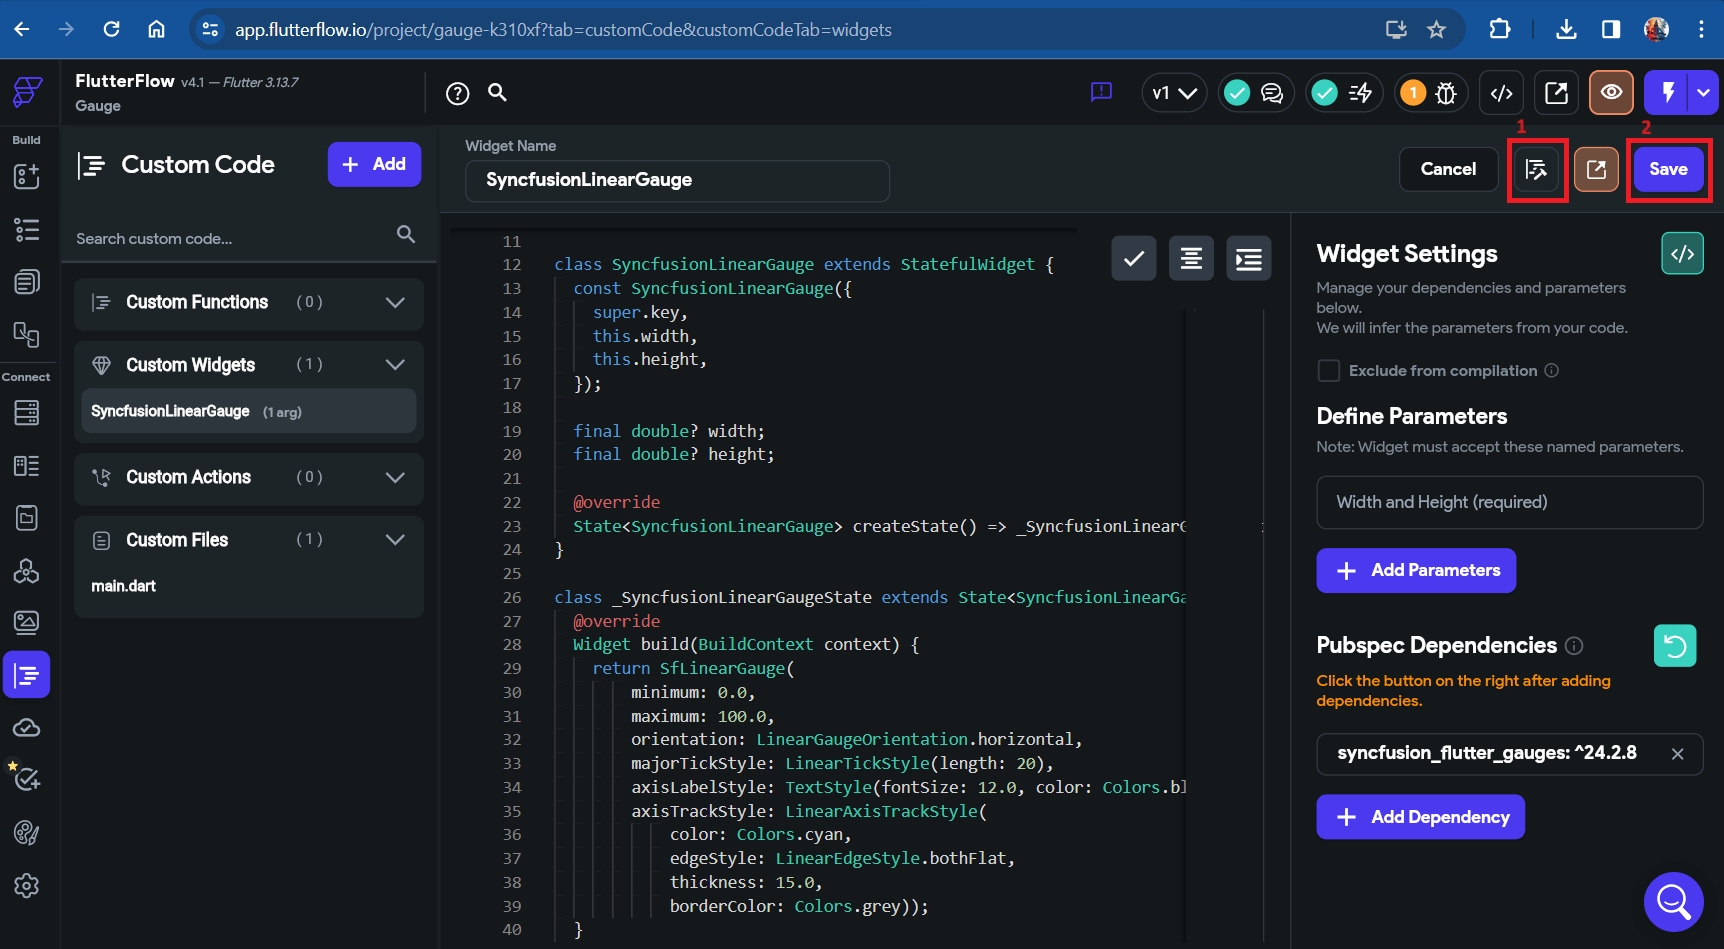 app.flutterflow.io/project/gauge-k310xf?tab=customCode&customCodeTab=widgets
FlutterFlow v4.1 — Flutter 3.13.7
Gauge
v1
1
Build
Connect
Custom Code
+ Add
Search custom code...
Custom Functions (0)
Custom Widgets (1)
SyncfusionLinearGauge (1 arg)
Custom Actions (0)
Custom Files (1)
main.dart
Widget Name
SyncfusionLinearGauge
1
2
Cancel
Save
11
12 class SyncfusionLinearGauge extends StatefulWidget {
13 const SyncfusionLinearGauge({
14 super.key,
15 this.width,
16 this.height,
17 });
18
19 final double? width;
20 final double? height;
21
22 @override
23 State<SyncfusionLinearGauge> createState() => _SyncfusionLinearG
24 }
25
26 class _SyncfusionLinearGaugeState extends State<SyncfusionLinearGa
27 @override
28 Widget build(BuildContext context) {
29 return SfLinearGauge(
30 minimum: 0.0,
31 maximum: 100.0,
32 orientation: LinearGaugeOrientation.horizontal,
33 majorTickStyle: LinearTickStyle(length: 20),
34 axisLabelStyle: TextStyle(fontSize: 12.0, color: Colors.bl
35 axisTrackStyle: LinearAxisTrackStyle(
36 color: Colors.cyan,
37 edgeStyle: LinearEdgeStyle.bothFlat,
38 thickness: 15.0,
39 borderColor: Colors.grey));
40 }
Widget Settings
Manage your dependencies and parameters
below.
We will infer the parameters from your code.
Exclude from compilation
Define Parameters
Note: Widget must accept these named parameters.
Width and Height (required)
+ Add Parameters
Pubspec Dependencies
Click the button on the right after adding
dependencies.
syncfusion_flutter_gauges: ^24.2.8
+ Add Dependency